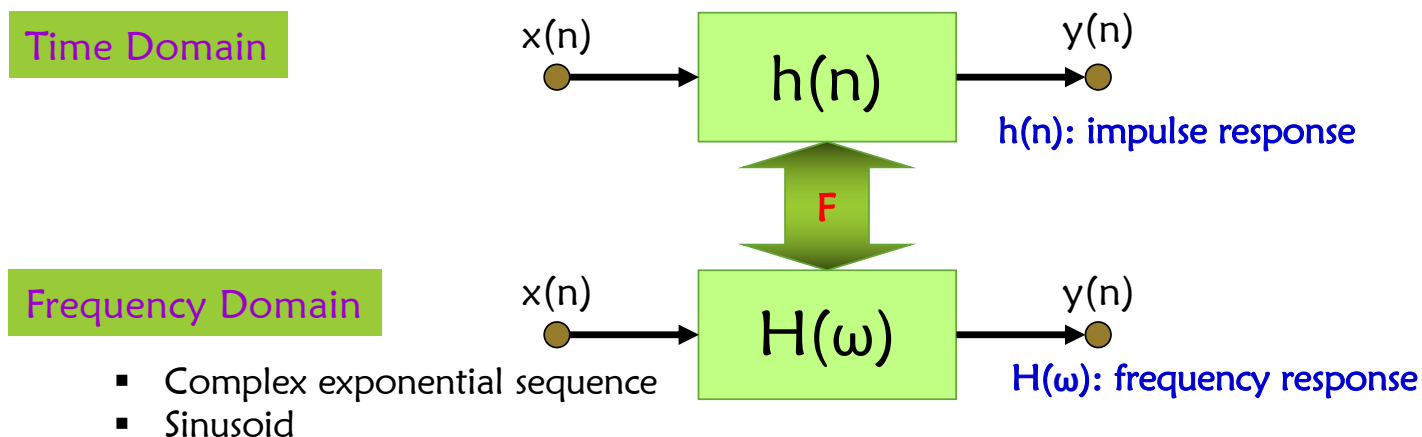 Time Domain
x(n)
h(n)
y(n)
h(n): impulse response
F
Frequency Domain
x(n)
H(ω)
y(n)
H(ω): frequency response
▪ Complex exponential sequence
▪ Sinusoid